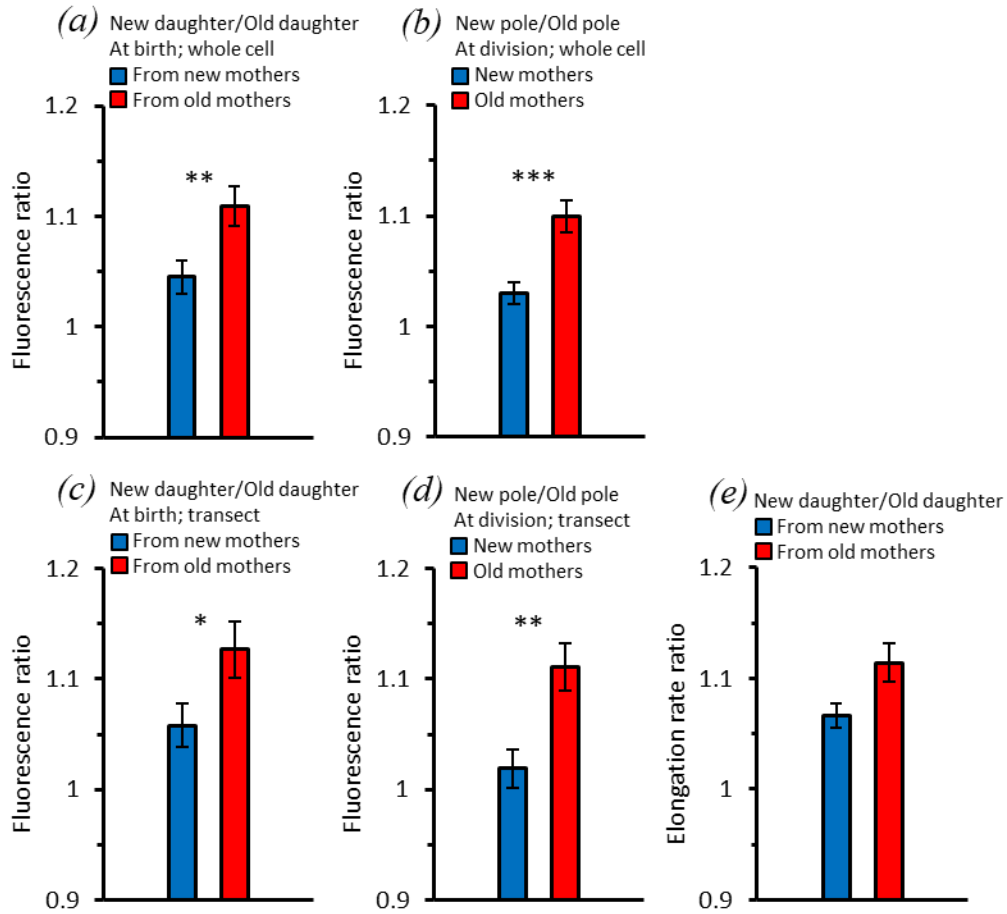 (a) New daughter/Old daughter
At birth; whole cell
From new mothers
From old mothers
1.2
1.1
1
0.9
Fluorescence ratio
**
(b) New pole/Old pole
At division; whole cell
New mothers
Old mothers
1.2
1.1
1
0.9
Fluorescence ratio
***
(c) New daughter/Old daughter
At birth; transect
From new mothers
From old mothers
1.2
1.1
1
0.9
Fluorescence ratio
*
(d) New pole/Old pole
At division; transect
New mothers
Old mothers
1.2
1.1
1
0.9
Fluorescence ratio
**
(e) New daughter/Old daughter
From new mothers
From old mothers
1.2
1.1
1
0.9
Elongation rate ratio